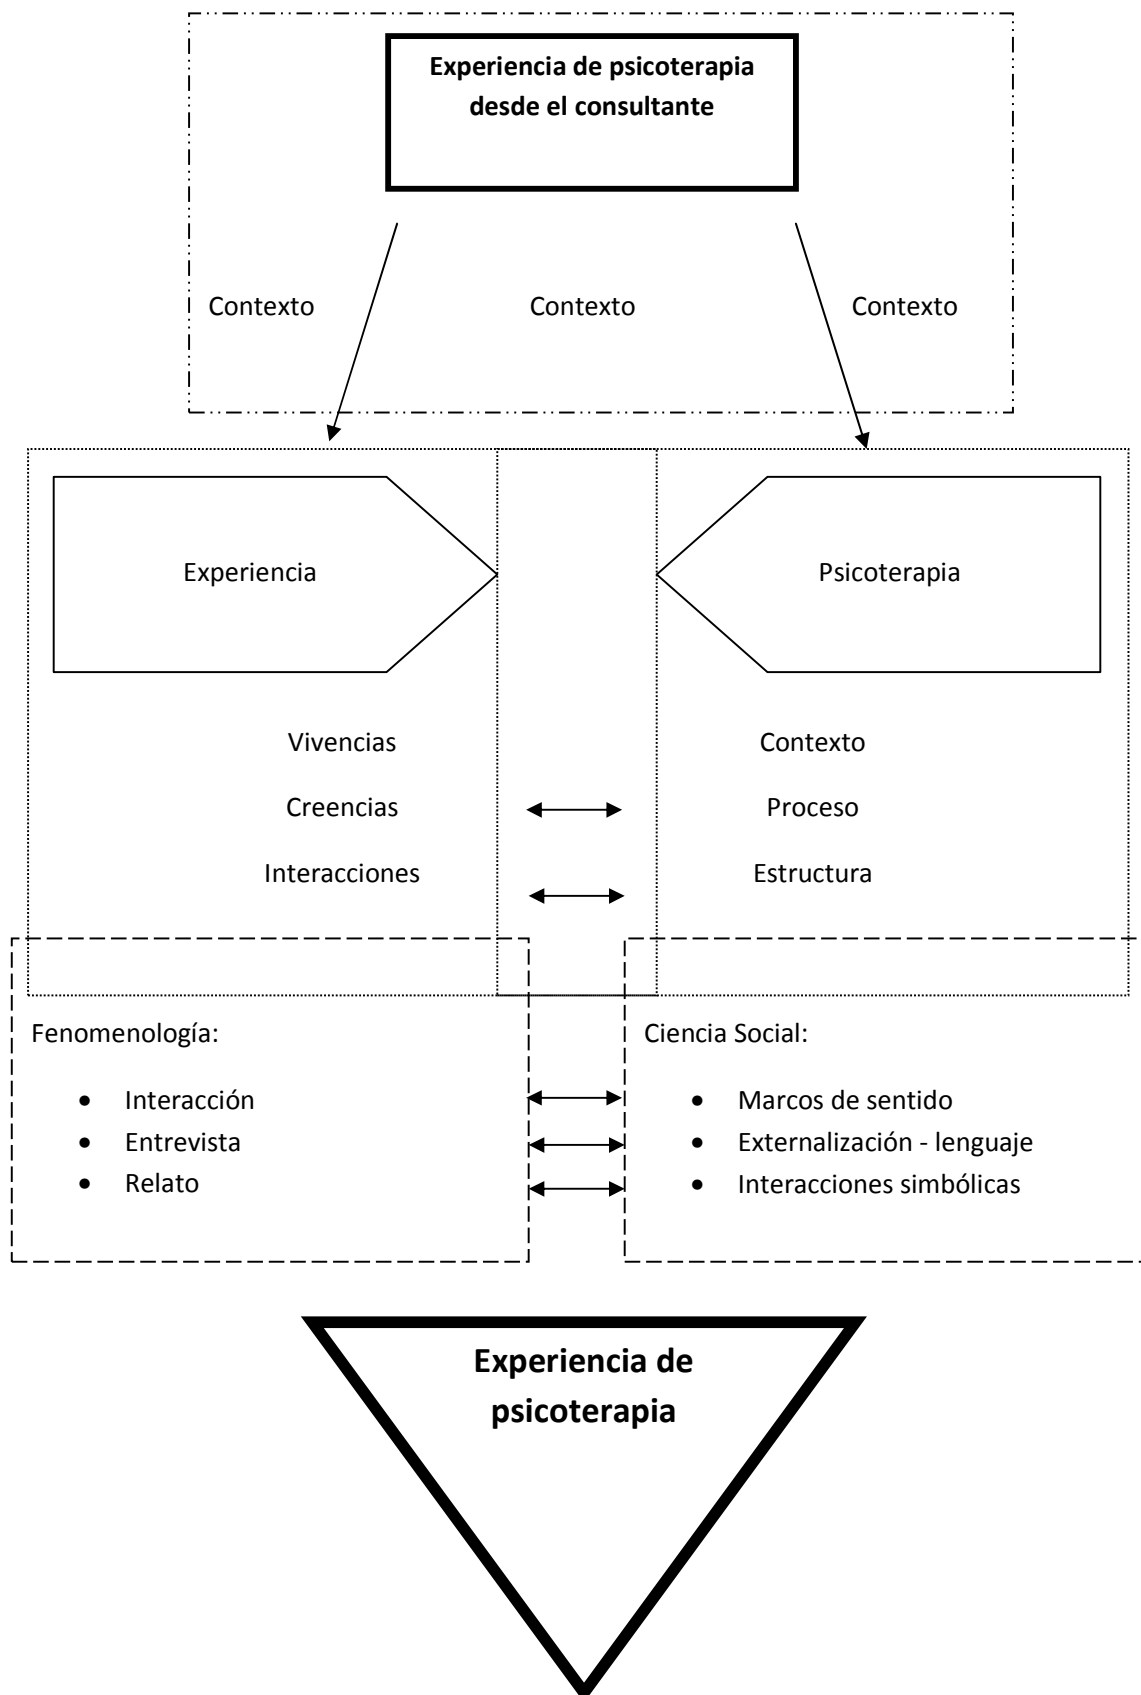 Experiencia de psicoterapia
desde el consultante
Contexto Contexto Contexto
Experiencia Psicoterapia
Vivencias Contexto
Creencias Proceso
Interacciones Estructura
Fenomenología: Ciencia Social:
• Interacción • Marcos de sentido
• Entrevista • Externalización - lenguaje
• Relato • Interacciones simbólicas
Experiencia de
psicoterapia